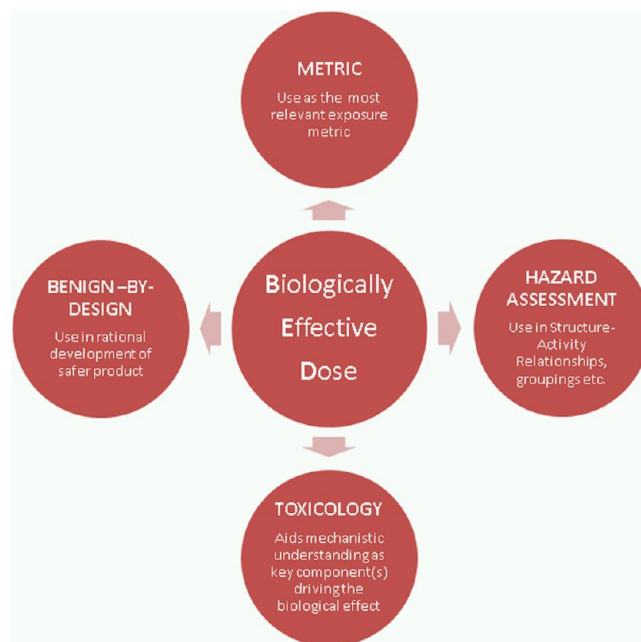 METRIC
Use as the most
relevant exposure
metric
BENIGN –BY-
DESIGN
Use in rational
development of
safer product
Biologically
Effective
Dose
HAZARD
ASSESSMENT
Use in Structure-
Activity
Relationships,
groupings etc.
TOXICOLOGY
Aids mechanistic
understanding as
key component(s)
driving the
biological effect